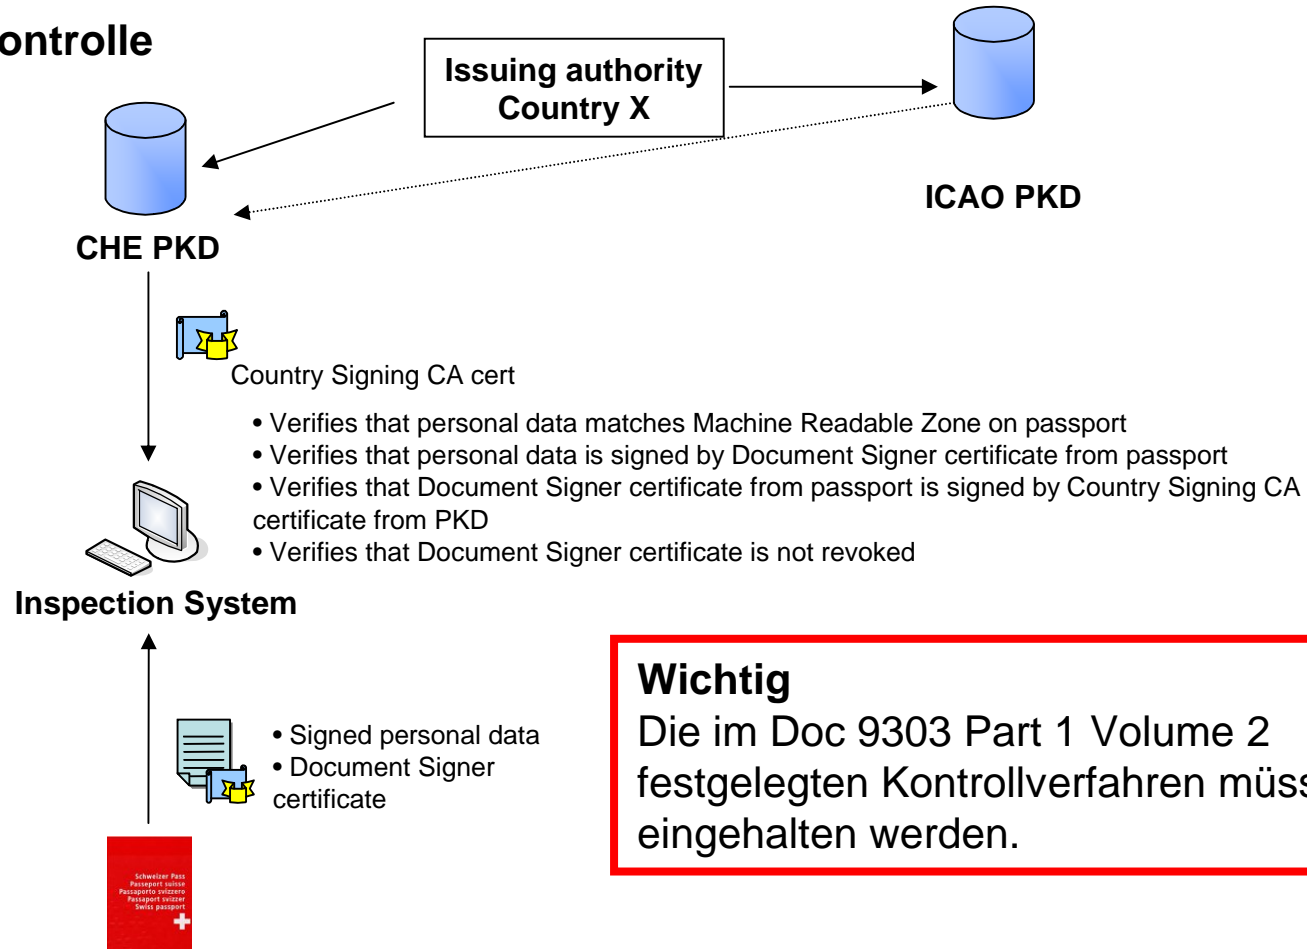 ontrolle
Issuing authority
Country X
ICAO PKD
CHE PKD
Country Signing CA cert
• Verifies that personal data matches Machine Readable Zone on passport
• Verifies that personal data is signed by Document Signer certificate from passport
• Verifies that Document Signer certificate from passport is signed by Country Signing CA
certificate from PKD
• Verifies that Document Signer certificate is not revoked
Inspection System
Wichtig
Die im Doc 9303 Part 1 Volume 2
festgelegten Kontrollverfahren müss
eingehalten werden.
• Signed personal data
• Document Signer
certificate
Schweizer Pass
Passeport suisse
Passaporto svizzero
Passaport svizzer
Swiss passport